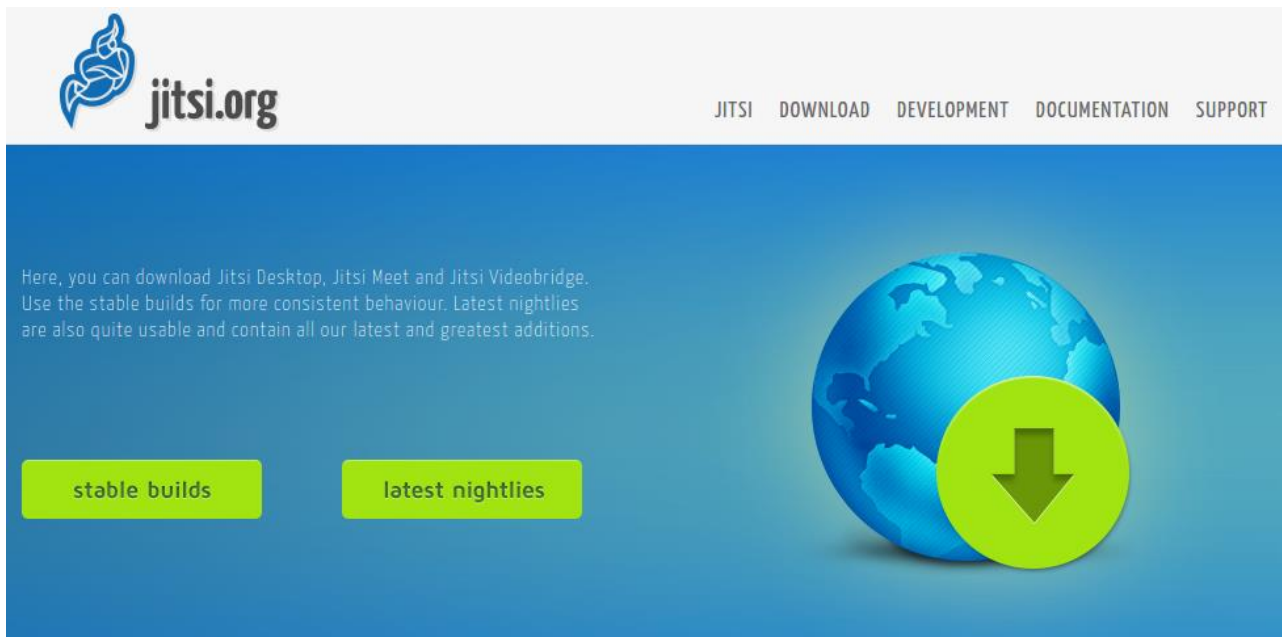 jitsi.org
JITSI DOWNLOAD DEVELOPMENT DOCUMENTATION SUPPORT
Here, you can download Jitsi Desktop, Jitsi Meet and Jitsi Videobridge.
Use the stable builds for more consistent behaviour. Latest nightlies
are also quite usable and contain all our latest and greatest additions.
stable builds
latest nightlies